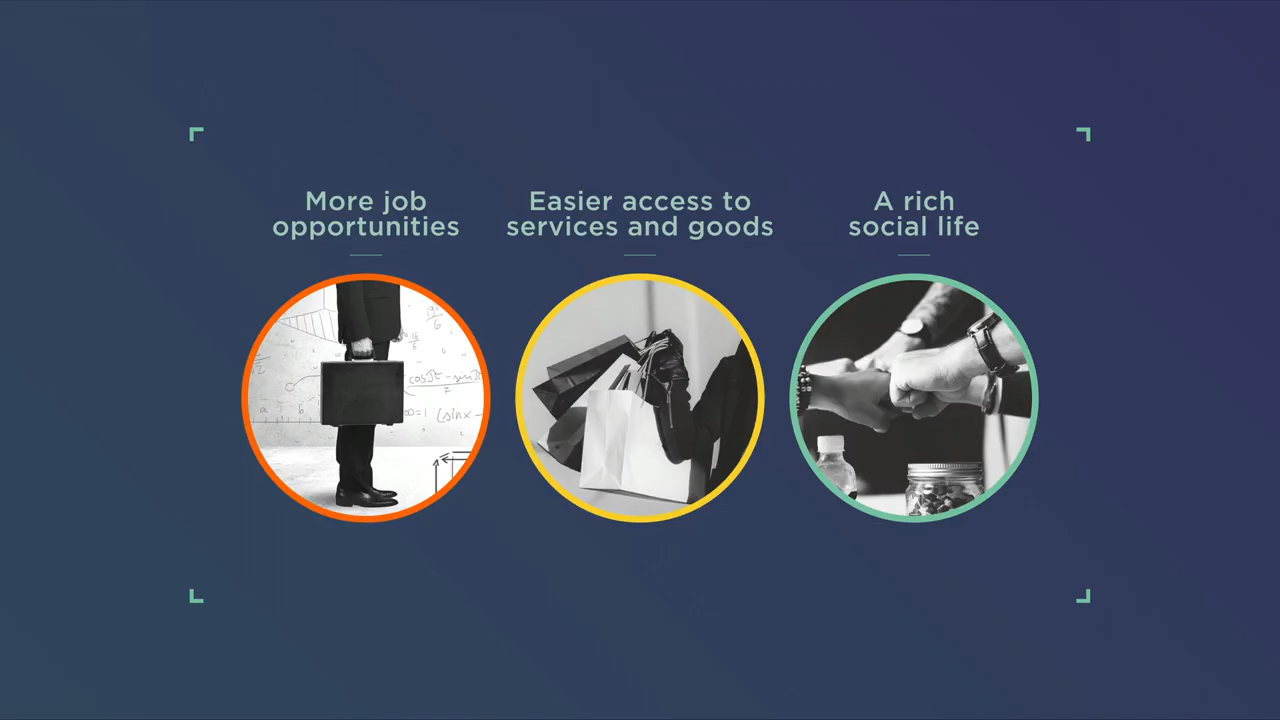 More job
opportunities
Easier access to
services and goods
A rich
social life